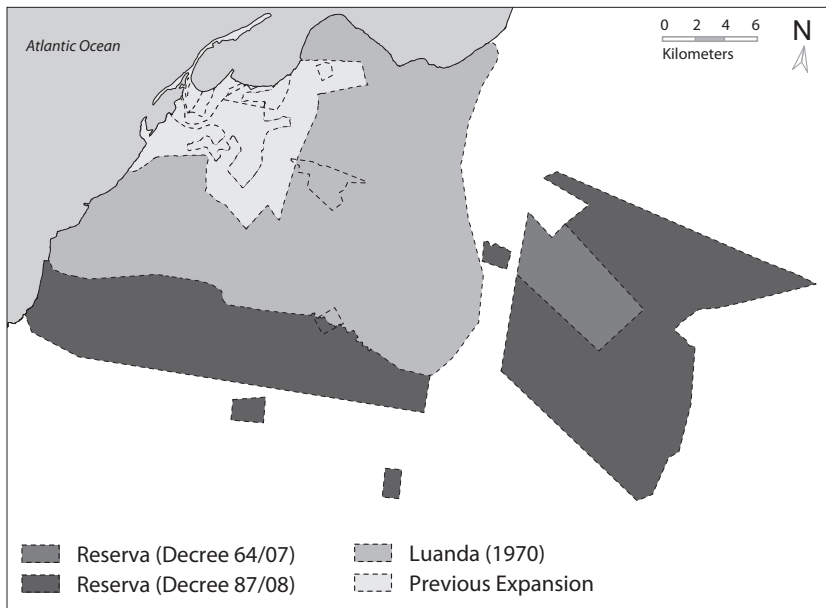 Atlantic Ocean
0 2 4 6
Kilometers
N
Reserva (Decree 64/07)
Reserva (Decree 87/08)
Luanda (1970)
Previous Expansion